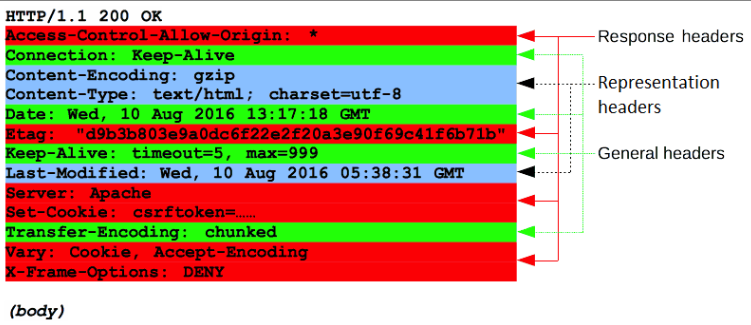 HTTP/1.1 200 OK
Access-Control-Allow-Origin: *
Connection: Keep-Alive
Content-Encoding: gzip
Content-Type: text/html; charset=utf-8
Date: Wed, 10 Aug 2016 13:17:18 GMT
Etag: "d9b3b803e9a0dc6f22e2f20a3e90f69c41f6b71b"
Keep-Alive: timeout=5, max=999
Last-Modified: Wed, 10 Aug 2016 05:38:31 GMT
Server: Apache
Set-Cookie: csrftoken=……
Transfer-Encoding: chunked
Vary: Cookie, Accept-Encoding
X-Frame-Options: DENY
(body)
Response headers
Representation
headers
General headers